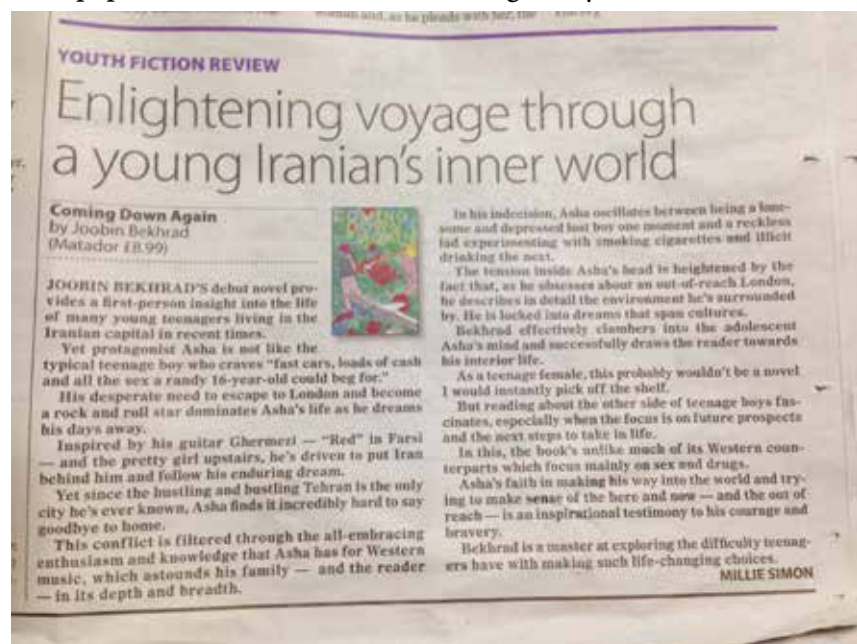 woman and, as he pleads with her, the
YOUTH FICTION REVIEW
Enlightening voyage through
a young Iranian's inner world
Coming Down Again
by Joobin Bekhrad
(Matador £8.99)
JOOBIN BEKHRAD'S debut novel pro-
vides a first-person insight into the life
of many young teenagers living in the
Iranian capital in recent times.
Yet protagonist Asha is not like the
typical teenage boy who craves “fast cars, loads of cash
and all the sex a randy 16-year-old could beg for.”
His desperate need to escape to London and become
a rock and roll star dominates Asha's life as he dreams
his days away.
Inspired by his guitar Ghermezi — “Red” in Farsi
— and the pretty girl upstairs, he's driven to put Iran
behind him and follow his enduring dream.
Yet since the hustling and bustling Tehran is the only
city he's ever known, Asha finds it incredibly hard to say
goodbye to home.
This conflict is filtered through the all-embracing
enthusiasm and knowledge that Asha has for Western
music, which astounds his family — and the reader
— in its depth and breadth.
In his indecision, Asha oscillates between being a lone-
some and depressed lost boy one moment and a reckless
lad experimenting with smoking cigarettes and illicit
drinking the next.
The tension inside Asha's head is heightened by the
fact that, as he obsesses about an out-of-reach London,
he describes in detail the environment he's surrounded
by. He is locked into dreams that span cultures.
Bekhrad effectively clambers into the adolescent
Asha's mind and successfully draws the reader towards
his interior life.
As a teenage female, this probably wouldn't be a novel
I would instantly pick off the shelf.
But reading about the other side of teenage boys fas-
cinates, especially when the focus is on future prospects
and the next steps to take in life.
In this, the book's unlike much of its Western coun-
terparts which focus mainly on sex and drugs.
Asha's faith in making his way into the world and try-
ing to make sense of the here and now — and the out of
reach — is an inspirational testimony to his courage and
bravery.
Bekhrad is a master at exploring the difficulty teenag-
ers have with making such life-changing choices.
MILLIE SIMON